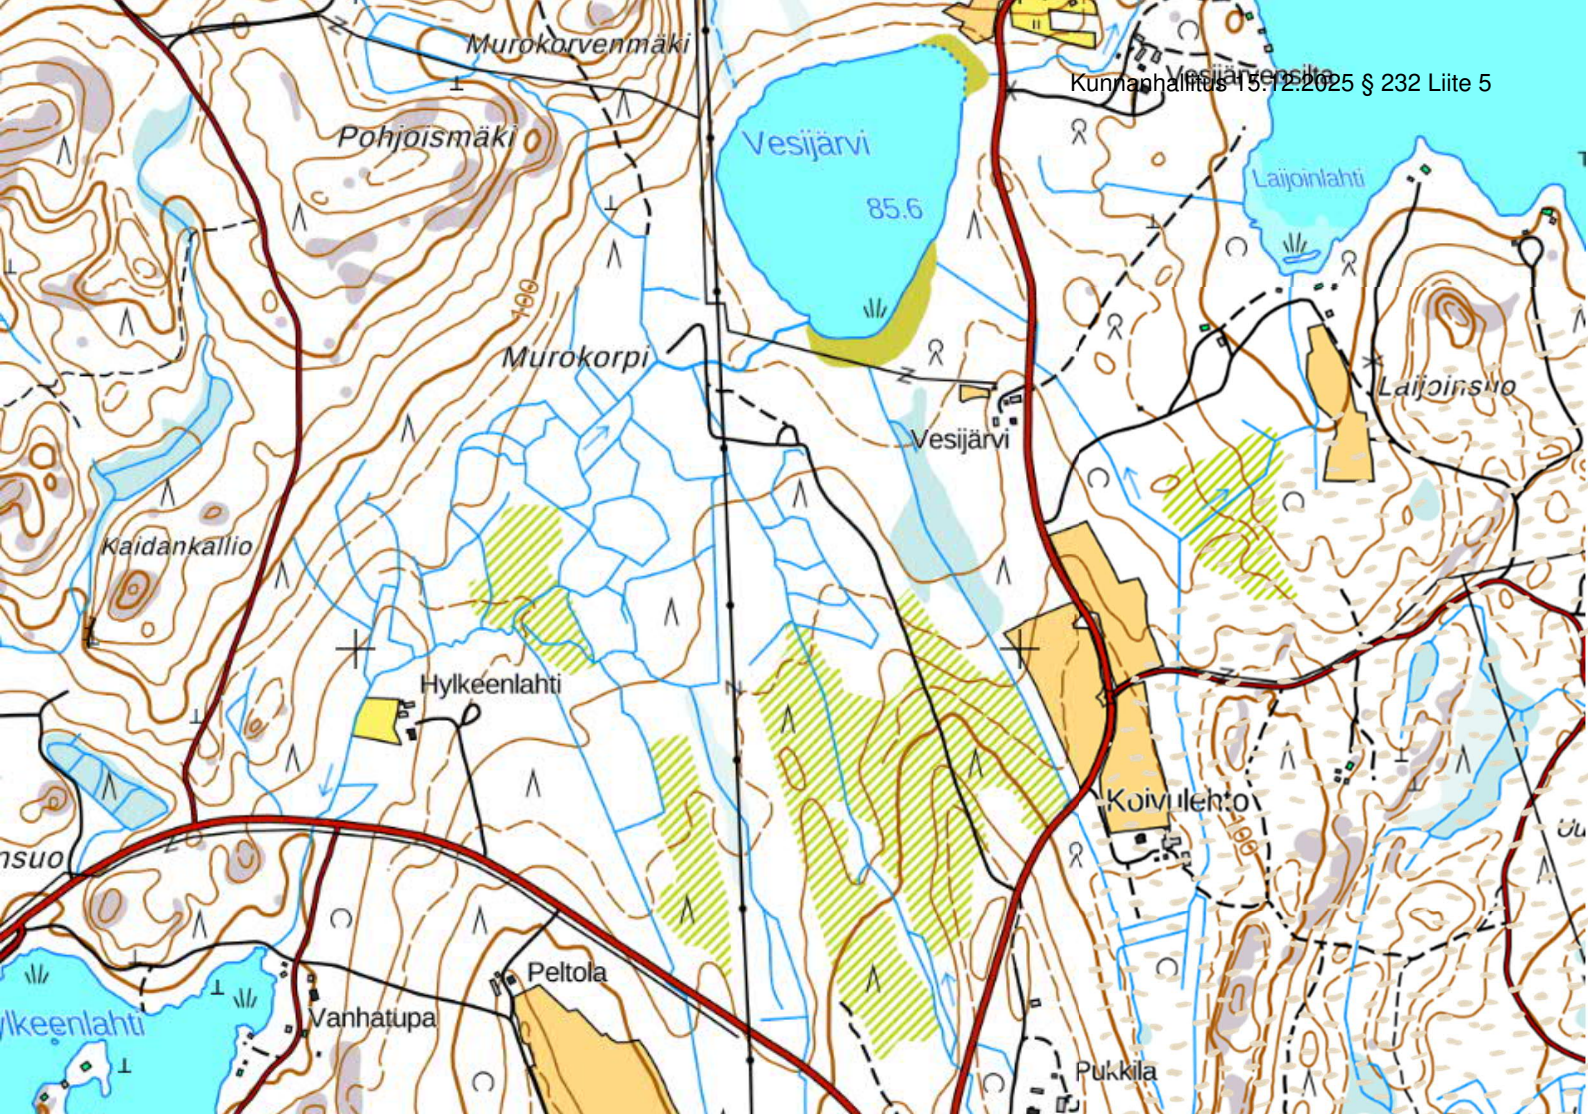 Murokorvenmäki
Vesijärvensilta
Kunnanhallitus 15.12.2025 § 232 Liite 5
Pohjoismäki
Vesijärvi
Laijoinlahti
85.6
100
Murokorpi
Laijoinsuo
Vesijärvi
Kaidankallio
Hylkeenlahti
Koivulehto
100
nsuo
Peltola
Vanhatupa
ylkeenlahti
Pukkila